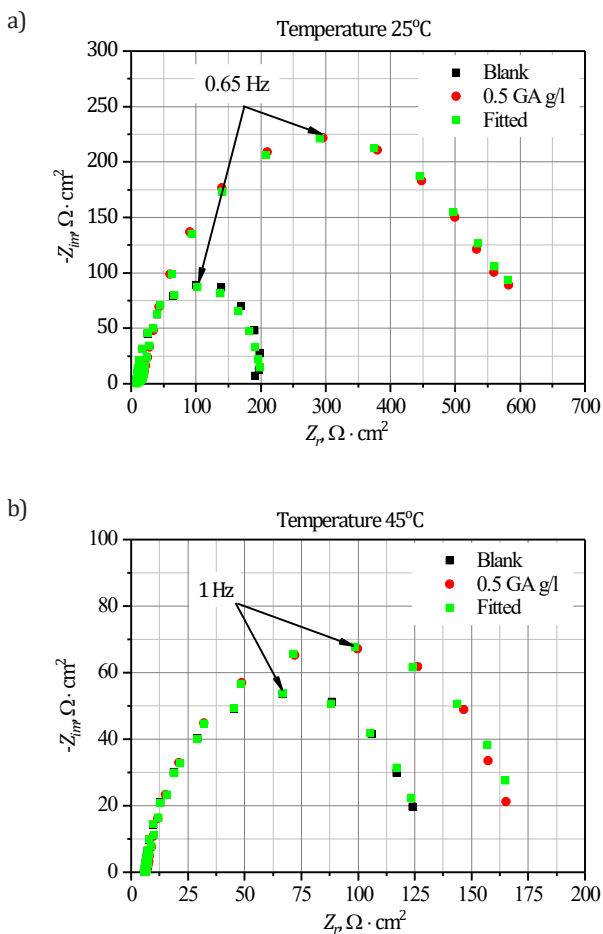 a)
Temperature 25°C
300
250
200
150
100
50
0
-Z_im, Ω · cm²
0.65 Hz
Blank
0.5 GA g/l
Fitted
0 100 200 300 400 500 600 700
Z_r, Ω · cm²
b)
Temperature 45°C
100
80
60
40
20
0
-Z_im, Ω · cm²
1 Hz
Blank
0.5 GA g/l
Fitted
0 25 50 75 100 125 150 175 200
Z_r, Ω · cm²